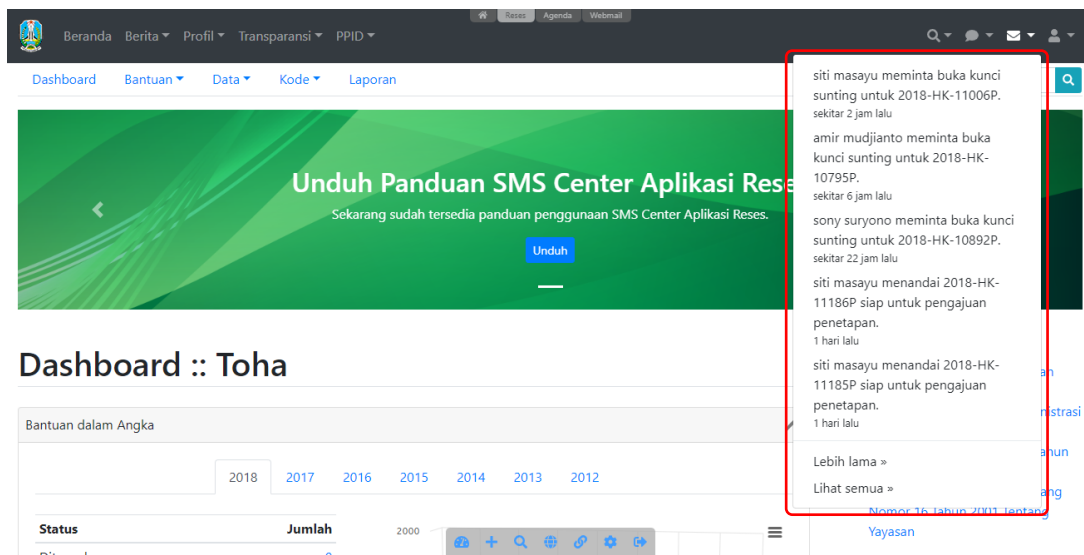 Reses Agenda Webmail
Beranda Berita Profil Transparansi PPID
Dashboard Bantuan Data Kode Laporan
Unduh Panduan SMS Center Aplikasi Rese
Sekarang sudah tersedia panduan penggunaan SMS Center Aplikasi Reses.
Unduh
siti masayu meminta buka kunci
sunting untuk 2018-HK-11006P.
sekitar 2 jam lalu
amir mudjianto meminta buka
kunci sunting untuk 2018-HK-
10795P.
sekitar 6 jam lalu
sony suryono meminta buka kunci
sunting untuk 2018-HK-10892P.
sekitar 22 jam lalu
siti masayu menandai 2018-HK-
11186P siap untuk pengajuan
penetapan.
1 hari lalu
siti masayu menandai 2018-HK-
11185P siap untuk pengajuan
penetapan.
1 hari lalu
Lebih lama »
Lihat semua »
Dashboard :: Toha
Bantuan dalam Angka
2018 2017 2016 2015 2014 2013 2012
Status Jumlah
2000
Nomor 16 Tahun 2001 Tentang
Yayasan